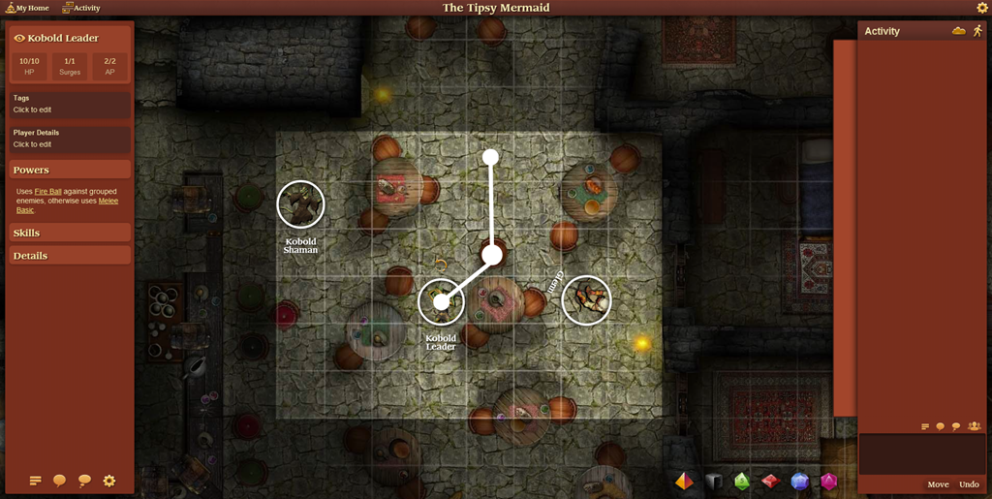 My Home
Activity
The Tipsy Mermaid
Kobold Leader
10/10
1/1
2/2
HP
Surges
AP
Tags
Click to edit
Player Details
Click to edit
Powers
Uses Fire Ball against grouped
enemies, otherwise uses Melee
Basic.
Skills
Details
Kobold
Shaman
Kobold
Leader
Activity
Move
Undo